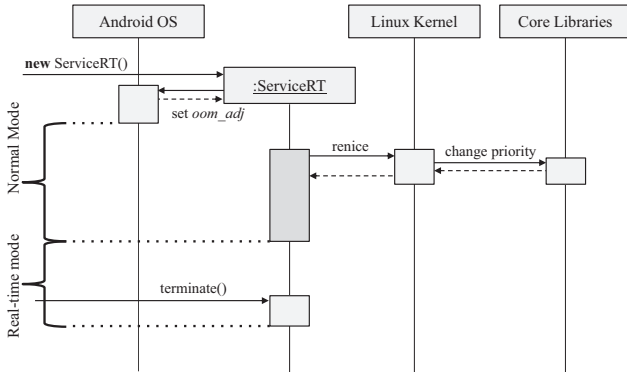 Android OS
Linux Kernel
Core Libraries
new ServiceRT()
:ServiceRT
set oom_adj
Normal Mode
renice
change priority
Real-time mode
terminate()